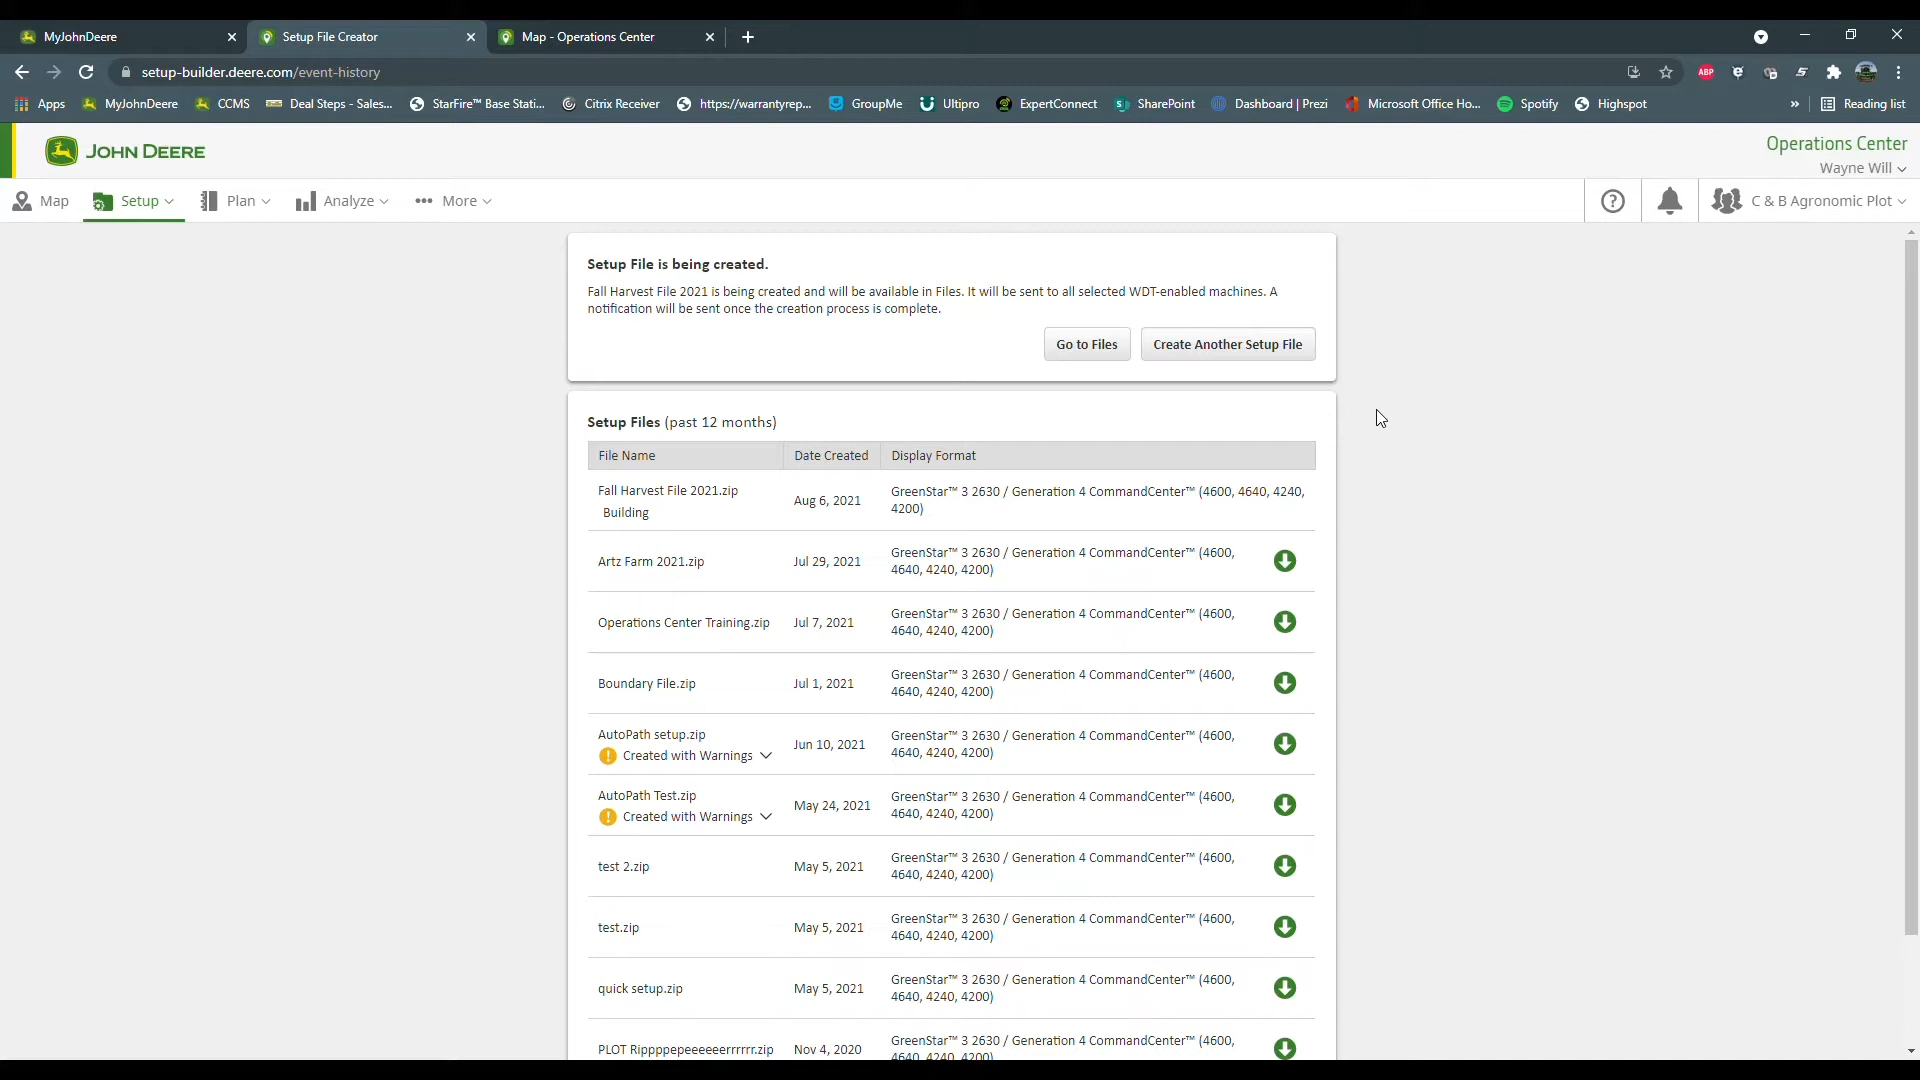 MyJohnDeere
Setup File Creator
Map - Operations Center
setup-builder.deere.com/event-history
ABP
Apps
MyJohnDeere
CCMS
Deal Steps - Sales...
StarFire™ Base Stati...
Citrix Receiver
https://warrantyrep...
GroupMe
Ultipro
ExpertConnect
SharePoint
Dashboard | Prezi
Microsoft Office Ho...
Spotify
Highspot
»
Reading list
JOHN DEERE
Operations Center
Wayne Will
Map
Setup
Plan
Analyze
More
C & B Agronomic Plot
Setup File is being created.
Fall Harvest File 2021 is being created and will be available in Files. It will be sent to all selected WDT-enabled machines. A
notification will be sent once the creation process is complete.
Go to Files
Create Another Setup File
Setup Files (past 12 months)
File Name Date Created Display Format
Fall Harvest File 2021.zip
Building
Aug 6, 2021
GreenStar™ 3 2630 / Generation 4 CommandCenter™ (4600, 4640, 4240,
4200)
Artz Farm 2021.zip
Jul 29, 2021
GreenStar™ 3 2630 / Generation 4 CommandCenter™ (4600,
4640, 4240, 4200)
Operations Center Training.zip
Jul 7, 2021
GreenStar™ 3 2630 / Generation 4 CommandCenter™ (4600,
4640, 4240, 4200)
Boundary File.zip
Jul 1, 2021
GreenStar™ 3 2630 / Generation 4 CommandCenter™ (4600,
4640, 4240, 4200)
AutoPath setup.zip
Created with Warnings
Jun 10, 2021
GreenStar™ 3 2630 / Generation 4 CommandCenter™ (4600,
4640, 4240, 4200)
AutoPath Test.zip
Created with Warnings
May 24, 2021
GreenStar™ 3 2630 / Generation 4 CommandCenter™ (4600,
4640, 4240, 4200)
test 2.zip
May 5, 2021
GreenStar™ 3 2630 / Generation 4 CommandCenter™ (4600,
4640, 4240, 4200)
test.zip
May 5, 2021
GreenStar™ 3 2630 / Generation 4 CommandCenter™ (4600,
4640, 4240, 4200)
quick setup.zip
May 5, 2021
GreenStar™ 3 2630 / Generation 4 CommandCenter™ (4600,
4640, 4240, 4200)
PLOT Rippppepeeeeeerrrrrr.zip
Nov 4, 2020
GreenStar™ 3 2630 / Generation 4 CommandCenter™ (4600,
4640, 4240, 4200)